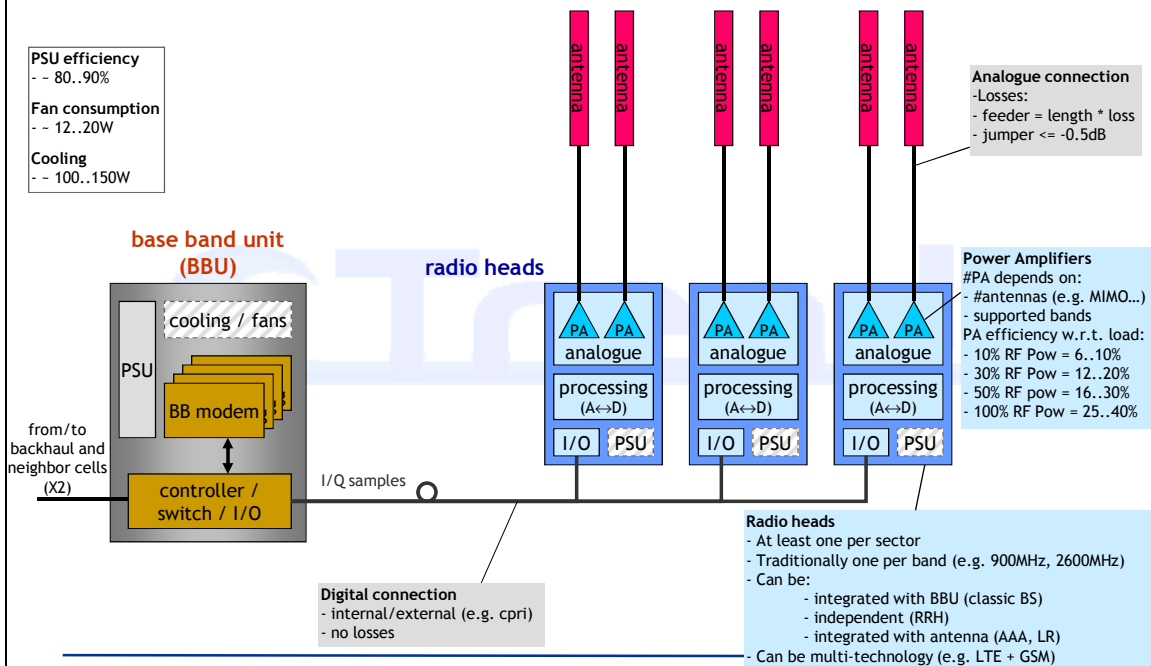 PSU efficiency
- ~ 80..90%
Fan consumption
- ~ 12..20W
Cooling
- ~ 100..150W
antenna
antenna
antenna
antenna
antenna
antenna
Analogue connection
-Losses:
- feeder = length * loss
- jumper <= -0.5dB
base band unit
(BBU)
radio heads
Power Amplifiers
#PA depends on:
- #antennas (e.g. MIMO…)
- supported bands
PA efficiency w.r.t. load:
- 10% RF Pow = 6..10%
- 30% RF Pow = 12..20%
- 50% RF pow = 16..30%
- 100% RF Pow = 25..40%
cooling / fans
PSU
BB modem
controller /
switch / I/O
from/to
backhaul and
neighbor cells
(X2)
I/Q samples
PA PA
analogue
processing
(A↔D)
I/O PSU
PA PA
analogue
processing
(A↔D)
I/O PSU
PA PA
analogue
processing
(A↔D)
I/O PSU
Digital connection
- internal/external (e.g. cpri)
- no losses
Radio heads
- At least one per sector
- Traditionally one per band (e.g. 900MHz, 2600MHz)
- Can be:
- integrated with BBU (classic BS)
- independent (RRH)
- integrated with antenna (AAA, LR)
- Can be multi-technology (e.g. LTE + GSM)